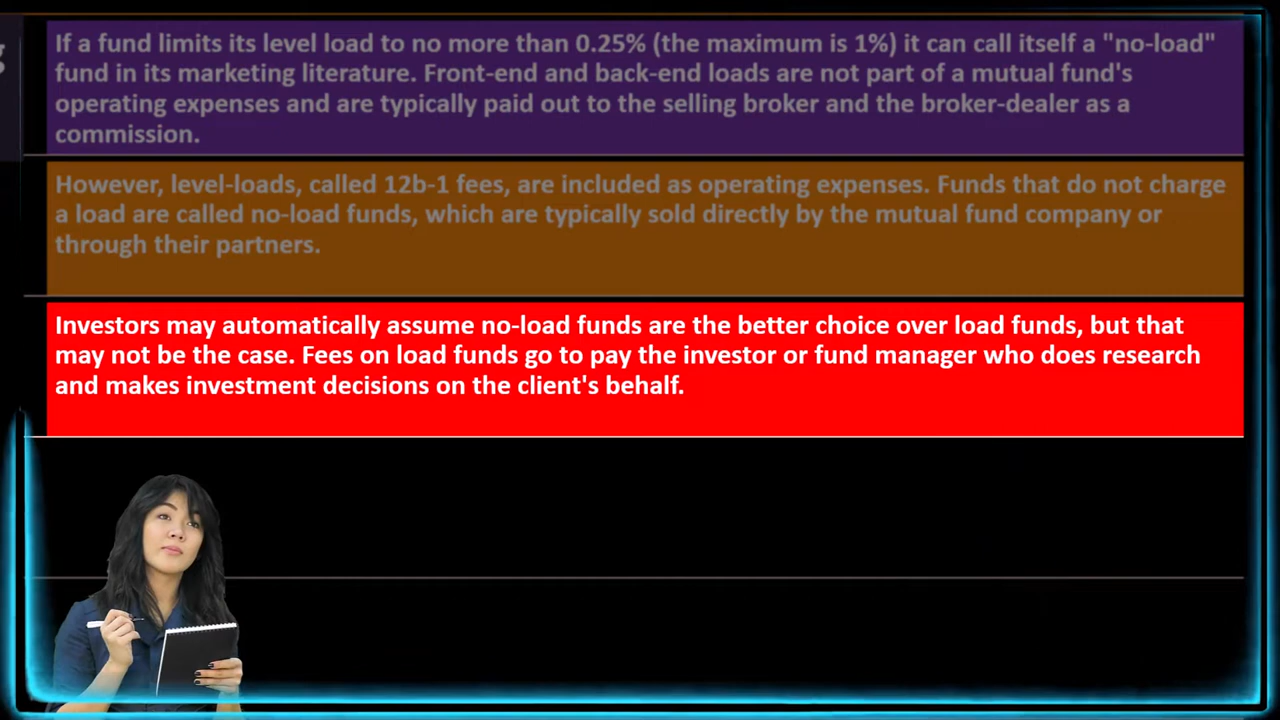 If a fund limits its level load to no more than 0.25% (the maximum is 1%) it can call itself a "no-load"
fund in its marketing literature. Front-end and back-end loads are not part of a mutual fund's
operating expenses and are typically paid out to the selling broker and the broker-dealer as a
commission.
However, level-loads, called 12b-1 fees, are included as operating expenses. Funds that do not charge
a load are called no-load funds, which are typically sold directly by the mutual fund company or
through their partners.
Investors may automatically assume no-load funds are the better choice over load funds, but that
may not be the case. Fees on load funds go to pay the investor or fund manager who does research
and makes investment decisions on the client's behalf.